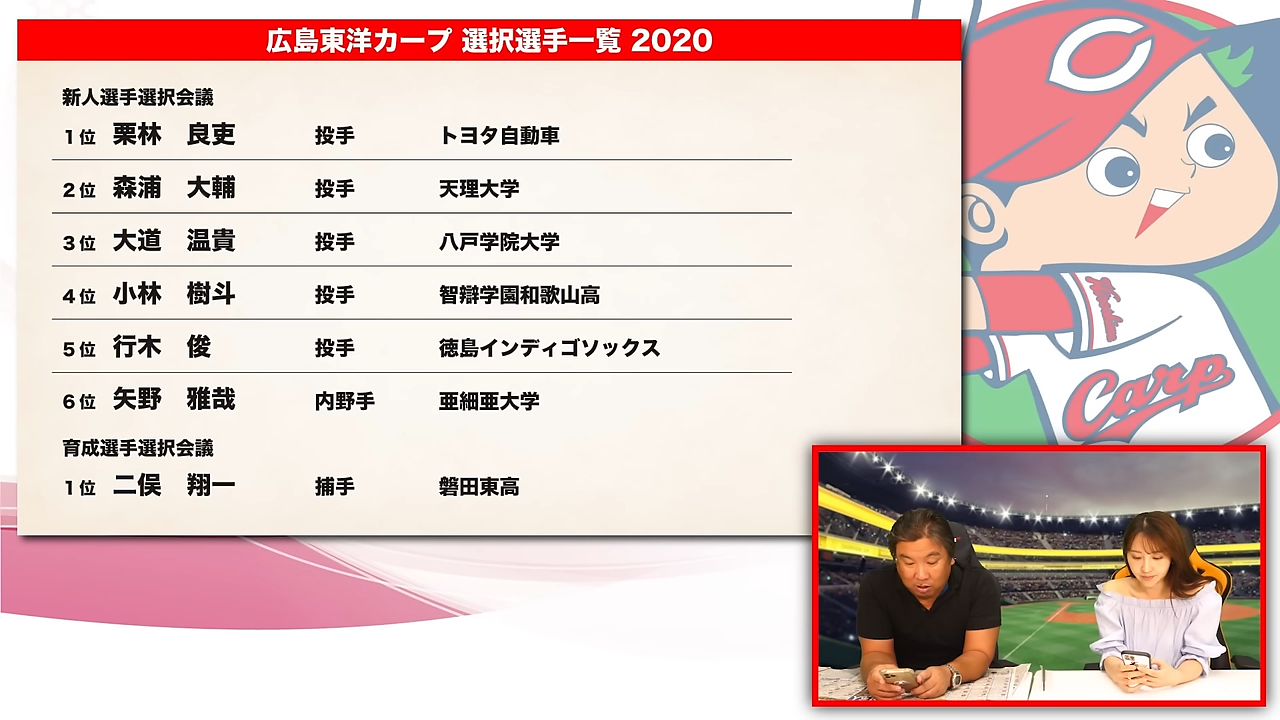 広島東洋カープ 選択選手一覧 2020
新人選手選択会議
1位 栗林 良吏 投手 トヨタ自動車
2位 森浦 大輔 投手 天理大学
3位 大道 温貴 投手 八戸学院大学
4位 小林 樹斗 投手 智辯学園和歌山高
5位 行木 俊 投手 徳島インディゴソックス
6位 矢野 雅哉 内野手 亜細亜大学
育成選手選択会議
1位 二俣 翔一 捕手 磐田東高
C
Carp